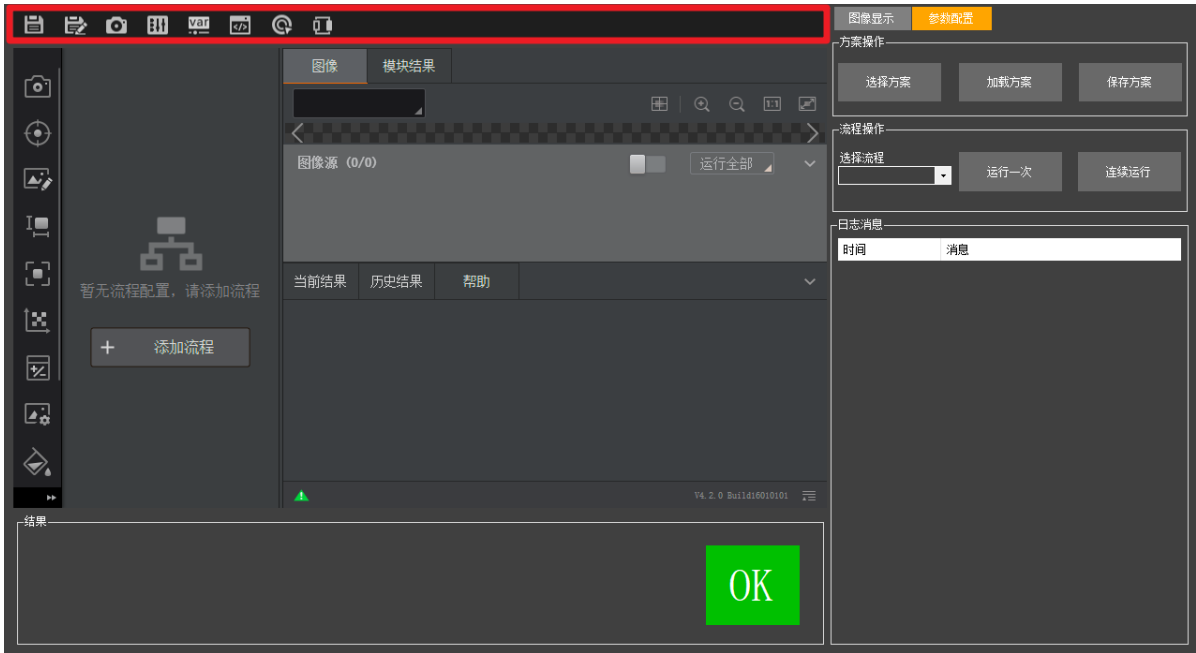 var
图像
模块结果
1:1
图像源 (0/0)
运行全部
暂无流程配置，请添加流程
添加流程
当前结果
历史结果
帮助
V4.2.0 Build16010101
结果
OK
图像显示
参数配置
方案操作
选择方案
加载方案
保存方案
流程操作
选择流程
运行一次
连续运行
日志消息
时间
消息